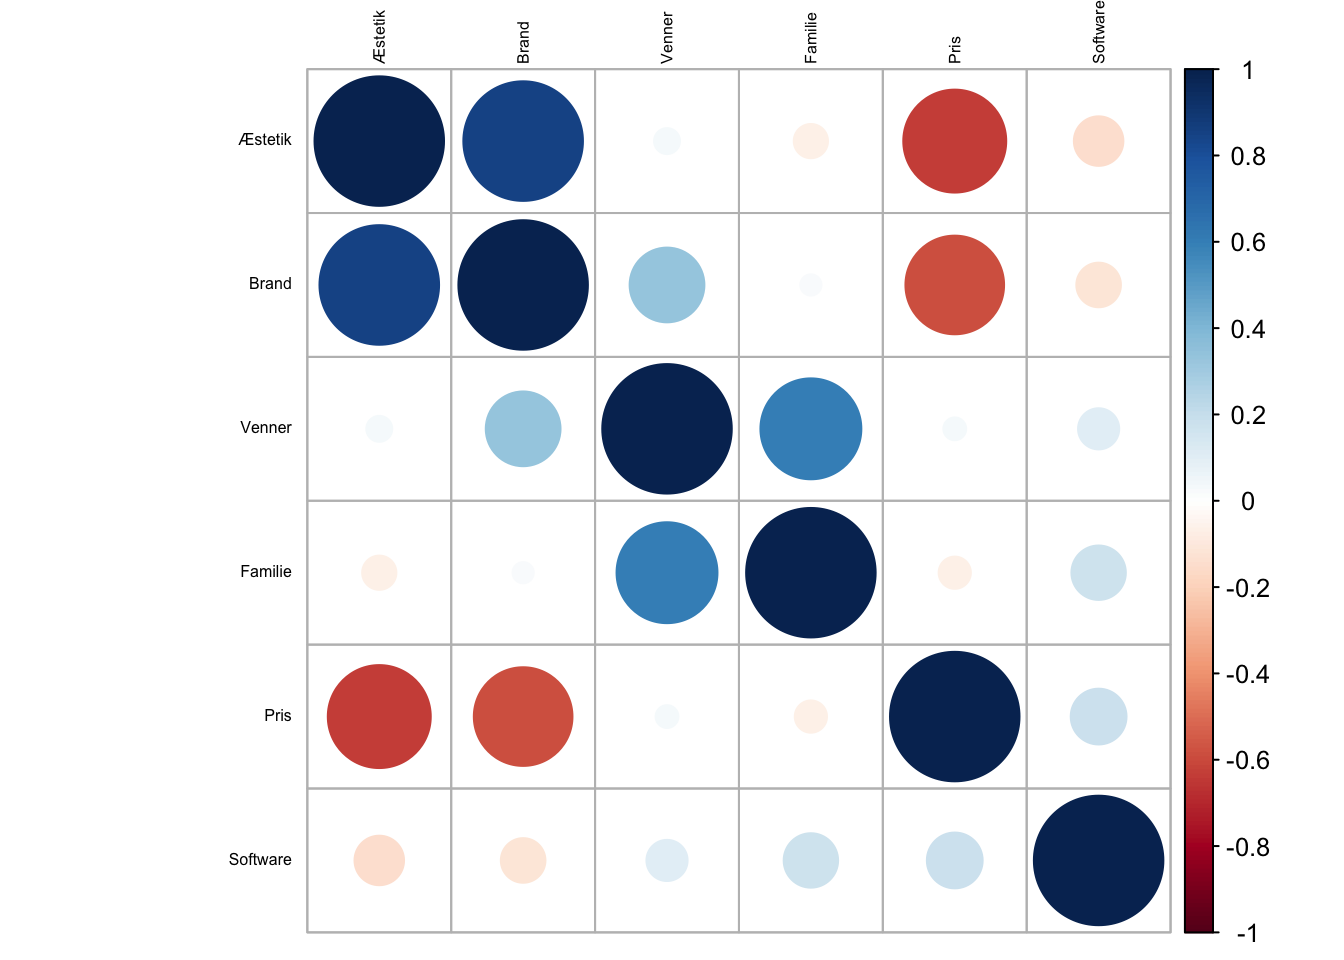 Æstetik
Brand
Venner
Familie
Pris
Software
Æstetik
Brand
Venner
Familie
Pris
Software
1
0.8
0.6
0.4
0.2
0
-0.2
-0.4
-0.6
-0.8
-1